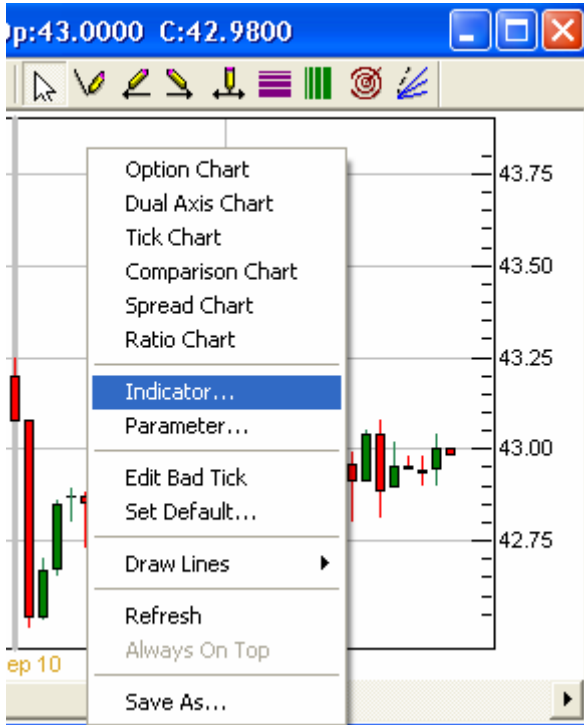 Op:43.0000 C:42.9800
Option Chart
Dual Axis Chart
Tick Chart
Comparison Chart
Spread Chart
Ratio Chart
Indicator...
Parameter...
Edit Bad Tick
Set Default...
Draw Lines
Refresh
Always On Top
Save As...
43.75
43.50
43.25
43.00
42.75
ep 10